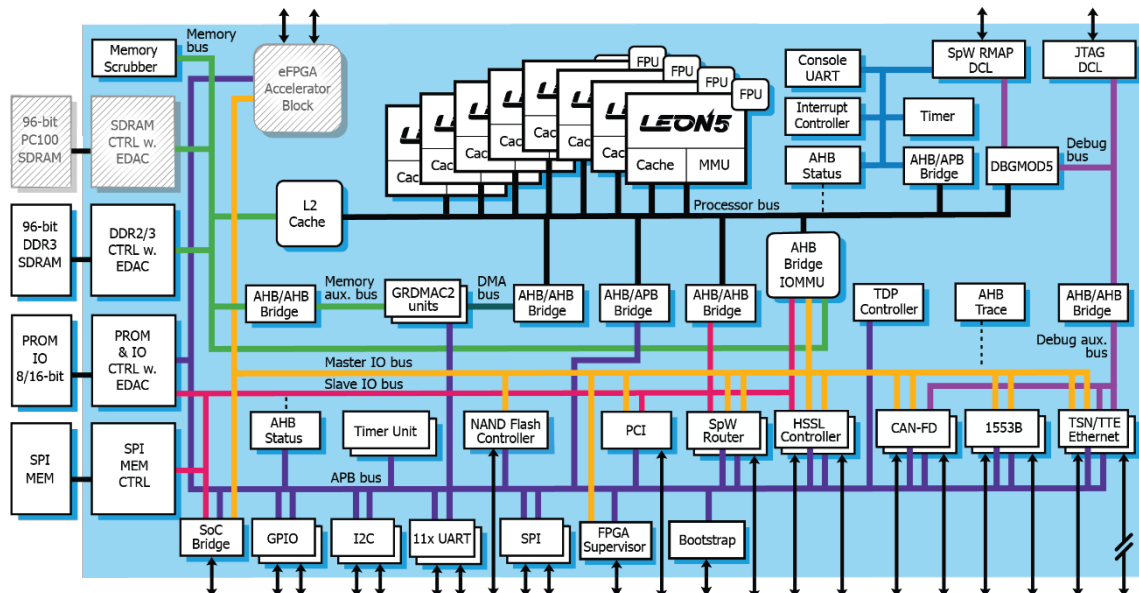 Memory
Scrubber
Memory
bus
eFPGA
Accelerator
Block
96-bit
PC100
SDRAM
SDRAM
CTRL w.
EDAC
96-bit
DDR3
SDRAM
DDR2/3
CTRL w.
EDAC
PROM
IO
8/16-bit
PROM
& IO
CTRL w.
EDAC
SPI
MEM
SPI
MEM
CTRL
L2
Cache
FPU
FPU
FPU
FPU
LEON5
Cache
MMU
Cac
Cac
Cac
Cac
Cac
Cache
Processor bus
Console
UART
Interrupt
Controller
AHB
Status
Timer
AHB/APB
Bridge
SpW RMAP
DCL
JTAG
DCL
Debug
bus
DBGMOD5
AHB
Bridge
IOMMU
AHB/AHB
Bridge
Memory
aux. bus
GRDMAC2
units
DMA
bus
AHB/AHB
Bridge
AHB/APB
Bridge
AHB/AHB
Bridge
TDP
Controller
AHB
Trace
AHB/AHB
Bridge
Debug aux.
bus
Master IO bus
Slave IO bus
AHB
Status
Timer Unit
NAND Flash
Controller
PCI
SpW
Router
HSSL
Controller
CAN-FD
1553B
TSN/TTE
Ethernet
APB bus
SoC
Bridge
GPIO
I2C
11x UART
SPI
FPGA
Supervisor
Bootstrap